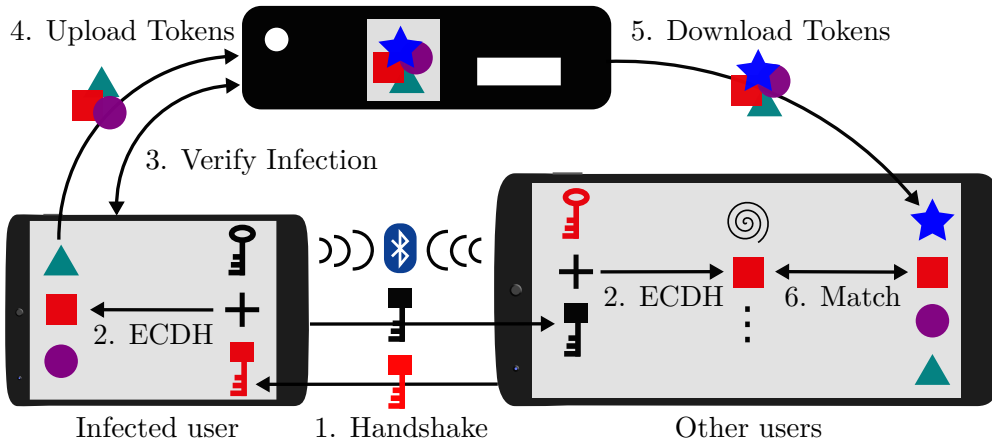 4. Upload Tokens
5. Download Tokens
3. Verify Infection
2. ECDH
2. ECDH
6. Match
Infected user
1. Handshake
Other users